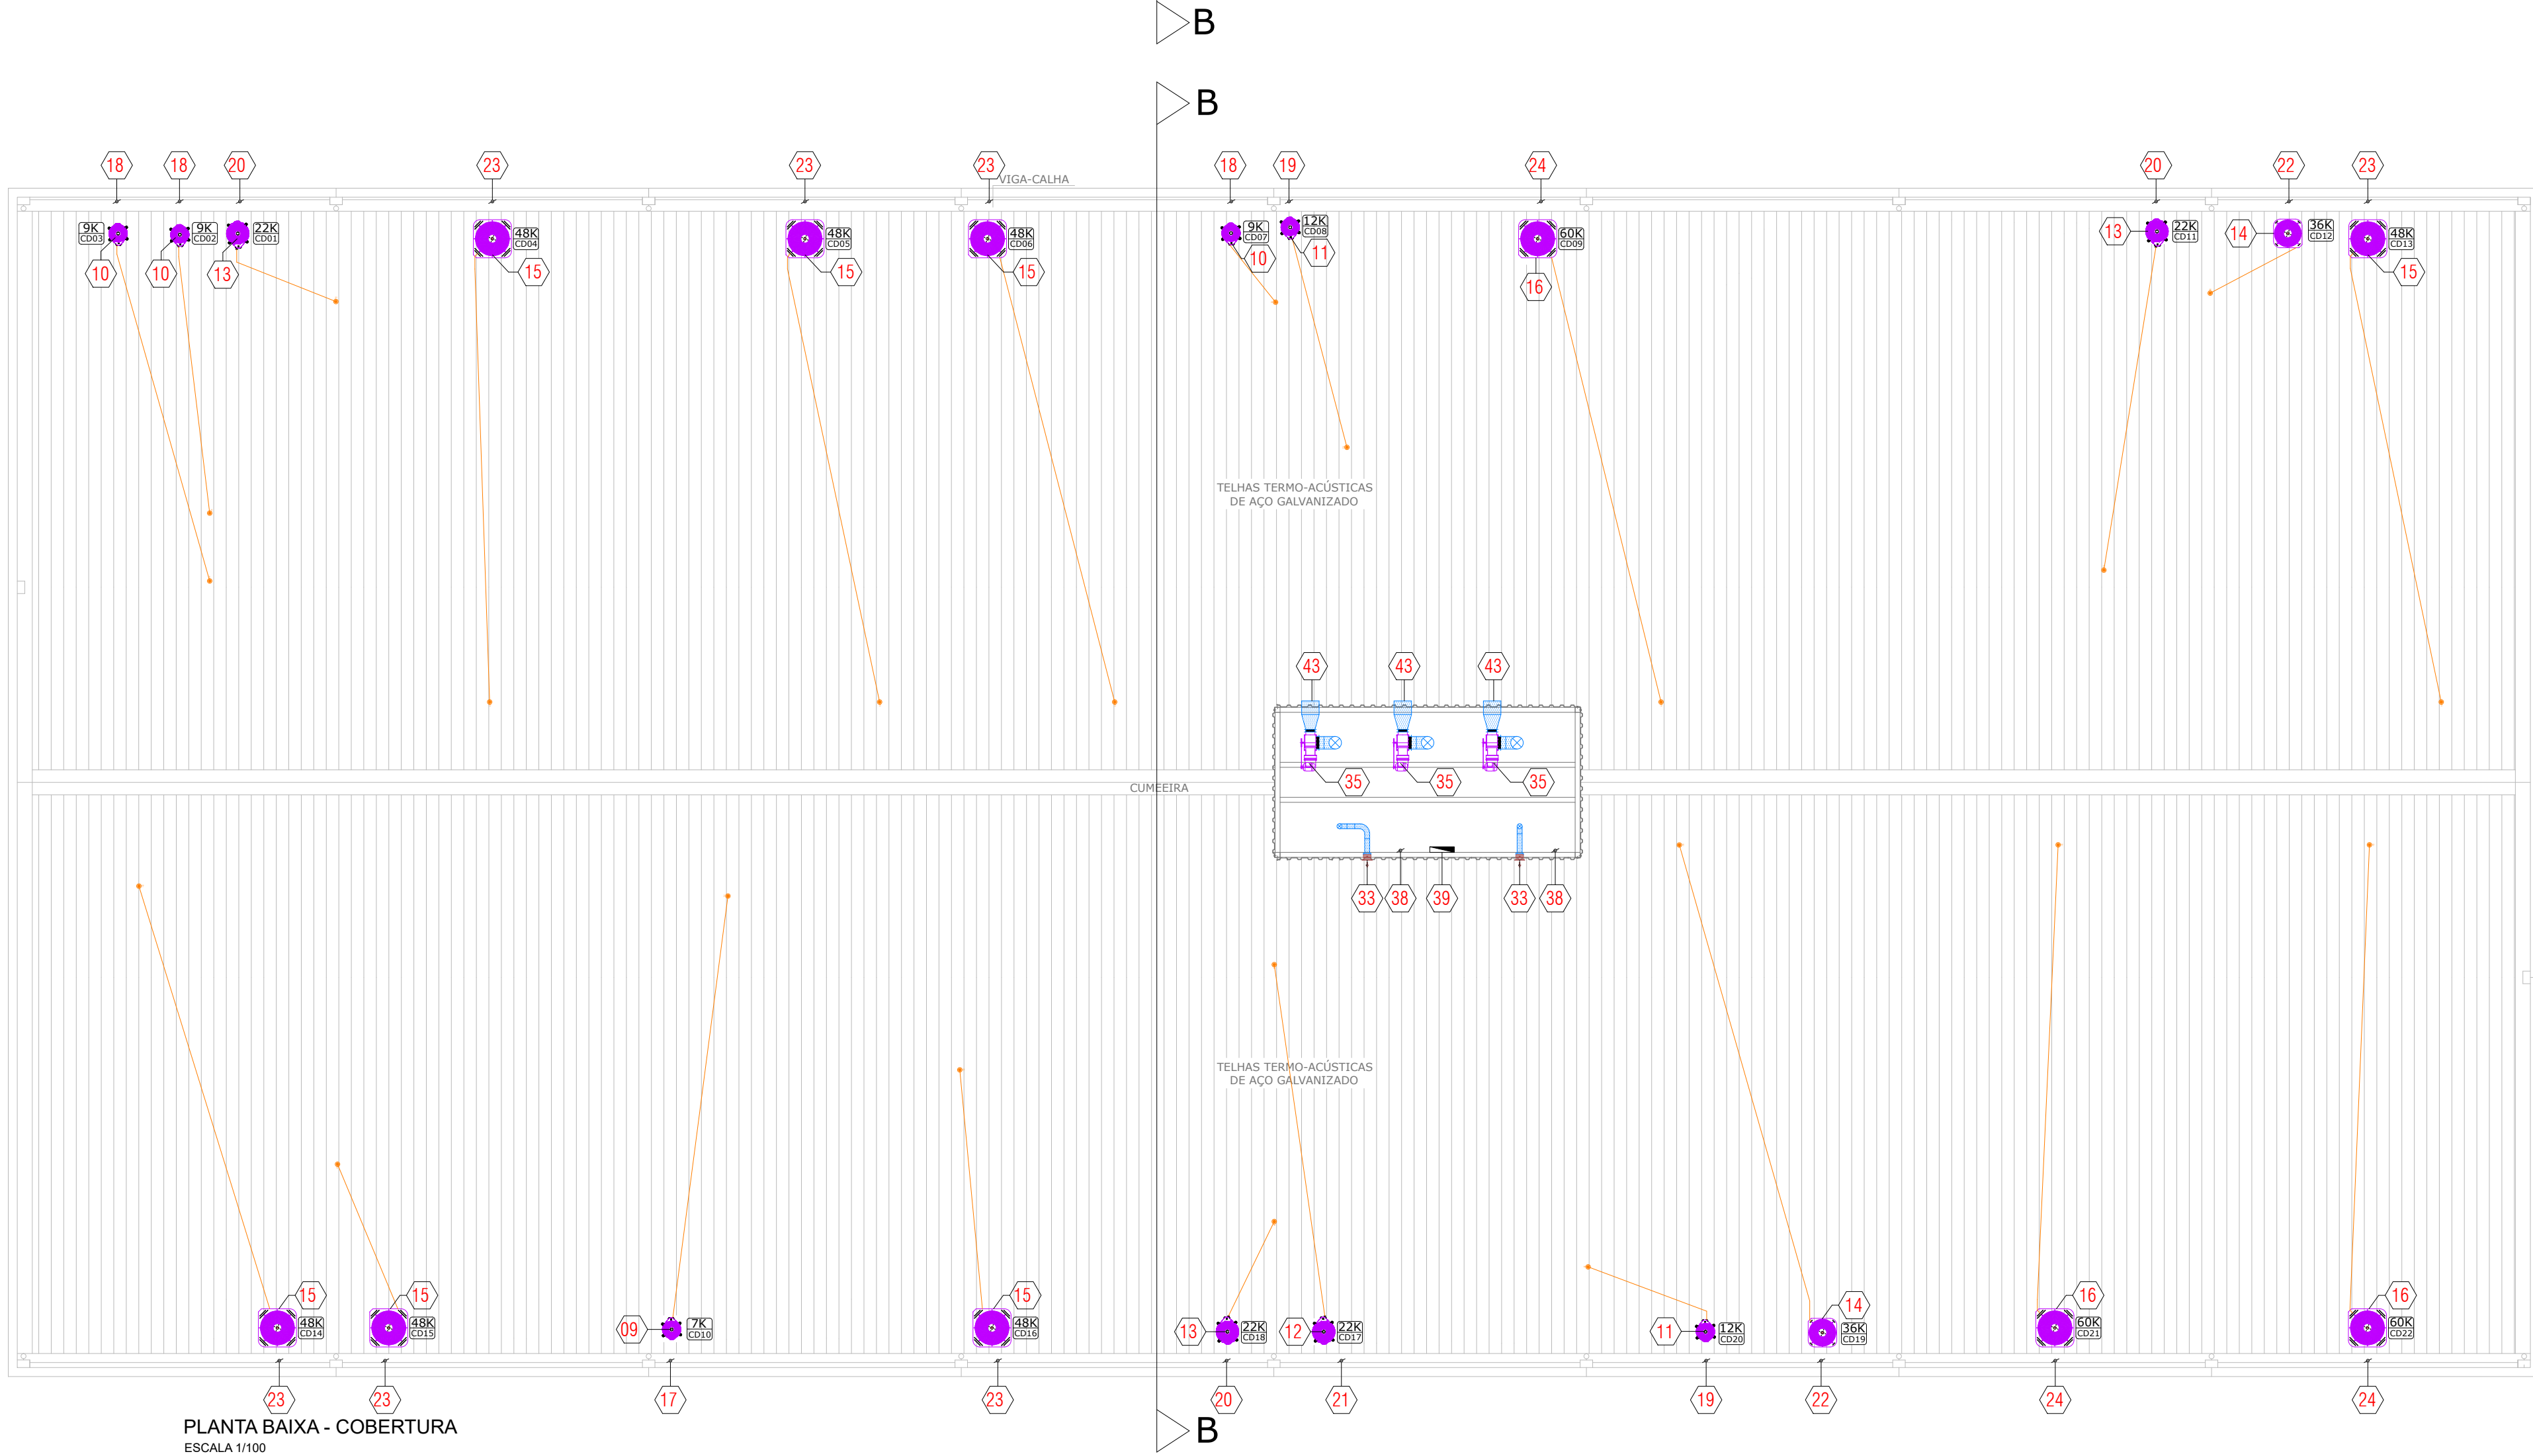 B
B
18
18
20
23
23
23
VIGA-CALHA
18
19
24
20
22
23
9K
CD03
9K
CD02
22K
CD01
48K
CD04
48K
CD05
48K
CD06
9K
CD07
12K
CD08
60K
CD09
22K
CD11
36K
CD12
48K
CD13
10
10
13
15
15
15
10
11
16
13
14
15
TELHAS TERMO-ACÚSTICAS
DE AÇO GALVANIZADO
43
43
43
35
35
35
CUMEEIRA
33
38
39
33
38
TELHAS TERMO-ACÚSTICAS
DE AÇO GALVANIZADO
15
15
09
15
13
12
11
14
16
16
48K
CD14
48K
CD15
7K
CD10
48K
CD16
22K
CD18
22K
CD17
12K
CD20
36K
CD19
60K
CD21
60K
CD22
23
23
17
23
20
21
19
22
24
24
B
PLANTA BAIXA - COBERTURA
ESCALA 1/100